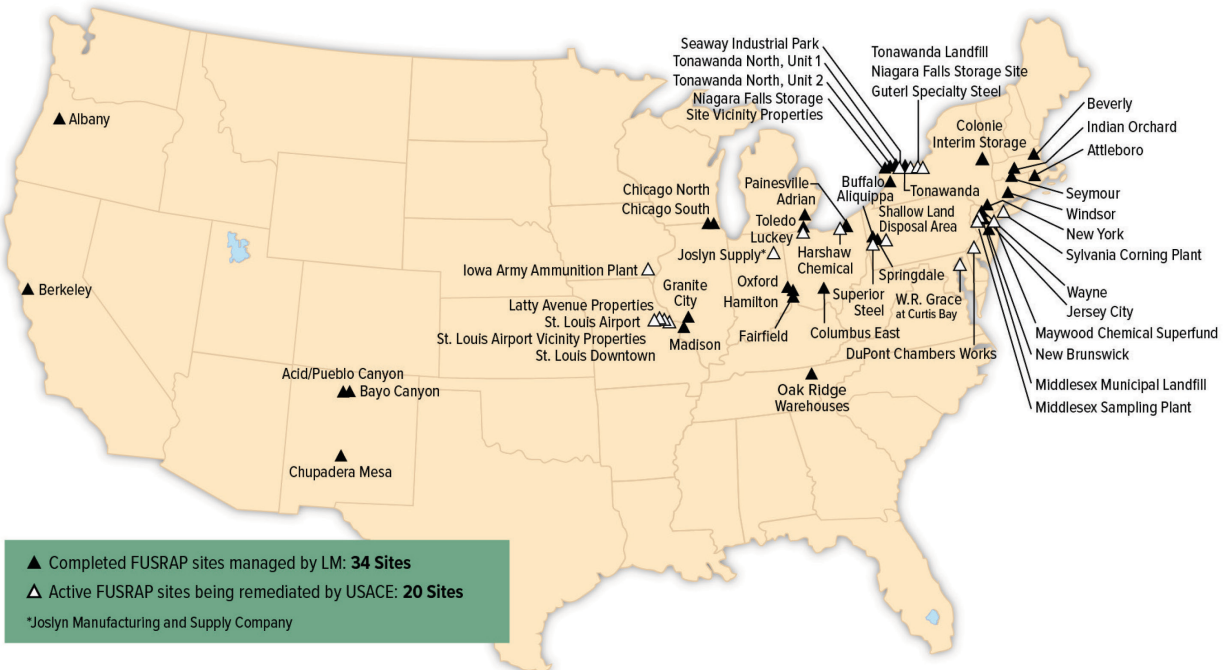 Seaway Industrial Park
Tonawanda North, Unit 1
Tonawanda North, Unit 2
Niagara Falls Storage
Site Vicinity Properties
Tonawanda Landfill
Niagara Falls Storage Site
Guterl Specialty Steel
Colonie
Interim Storage
Beverly
Indian Orchard
Attleboro
Seymour
Windsor
New York
Sylvania Corning Plant
Wayne
Jersey City
Maywood Chemical Superfund
New Brunswick
Middlesex Municipal Landfill
Middlesex Sampling Plant
Albany
Berkeley
Chicago North
Chicago South
Painesville
Adrian
Toledo
Luckey
Joslyn Supply*
Buffalo
Aliquippa
Tonawanda
Shallow Land
Disposal Area
Harshaw
Chemical
Springdale
Superior
Steel
W.R. Grace
at Curtis Bay
DuPont Chambers Works
Iowa Army Ammunition Plant
Granite
City
Latty Avenue Properties
St. Louis Airport
St. Louis Airport Vicinity Properties
St. Louis Downtown
Madison
Oxford
Hamilton
Fairfield
Columbus East
Acid/Pueblo Canyon
Bayo Canyon
Chupadera Mesa
Oak Ridge
Warehouses
Completed FUSRAP sites managed by LM: 34 Sites
Active FUSRAP sites being remediated by USACE: 20 Sites
*Joslyn Manufacturing and Supply Company